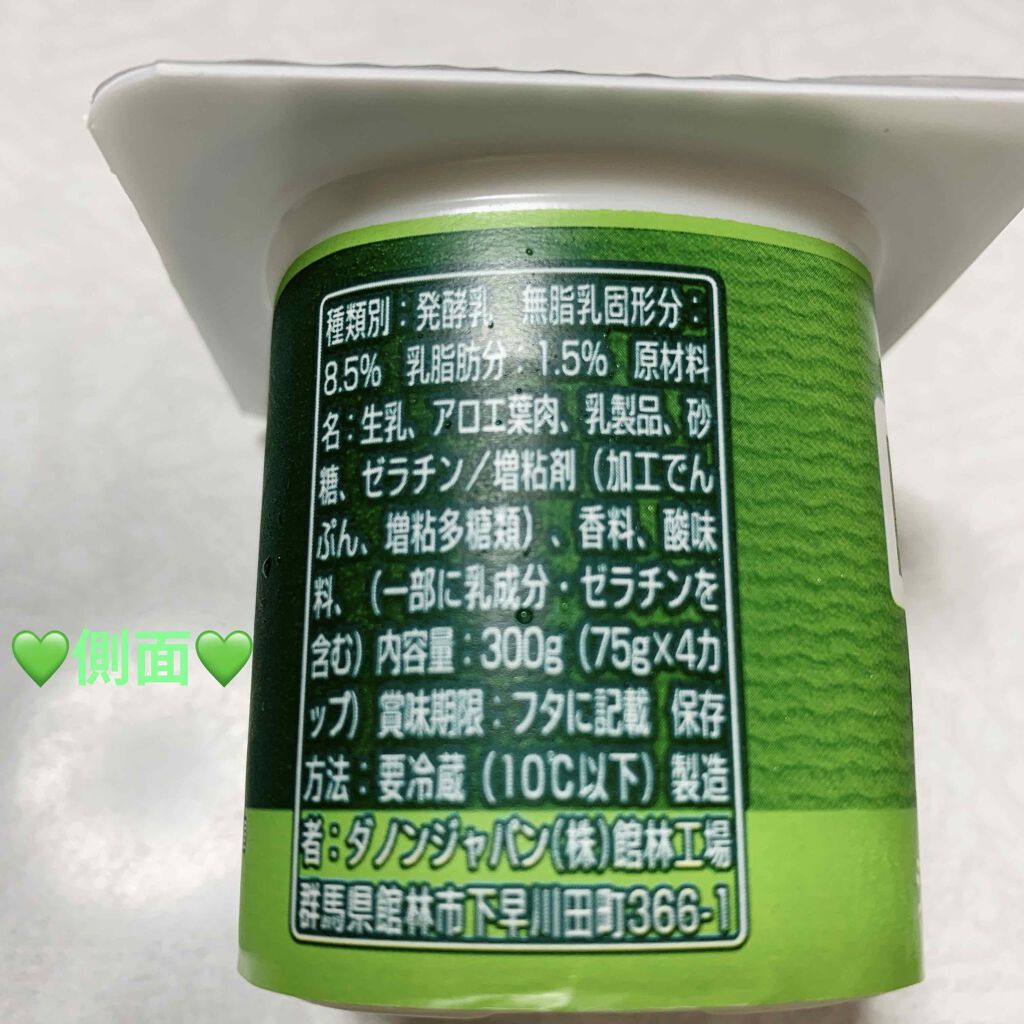 種類別：発酵乳 無脂乳固形分：
8.5% 乳脂肪分：1.5% 原材料
名：生乳、アロエ葉肉、乳製品、砂
糖、ゼラチン／増粘剤（加工でん
ぷん、増粘多糖類）、香料、酸味
料、（一部に乳成分・ゼラチンを
含む）内容量：300g（75g×4カ
ップ）賞味期限：フタに記載 保存
方法：要冷蔵（10℃以下）製造
者：ダノンジャパン（株）館林工場
群馬県館林市下早川田町366-1
💚側面💚